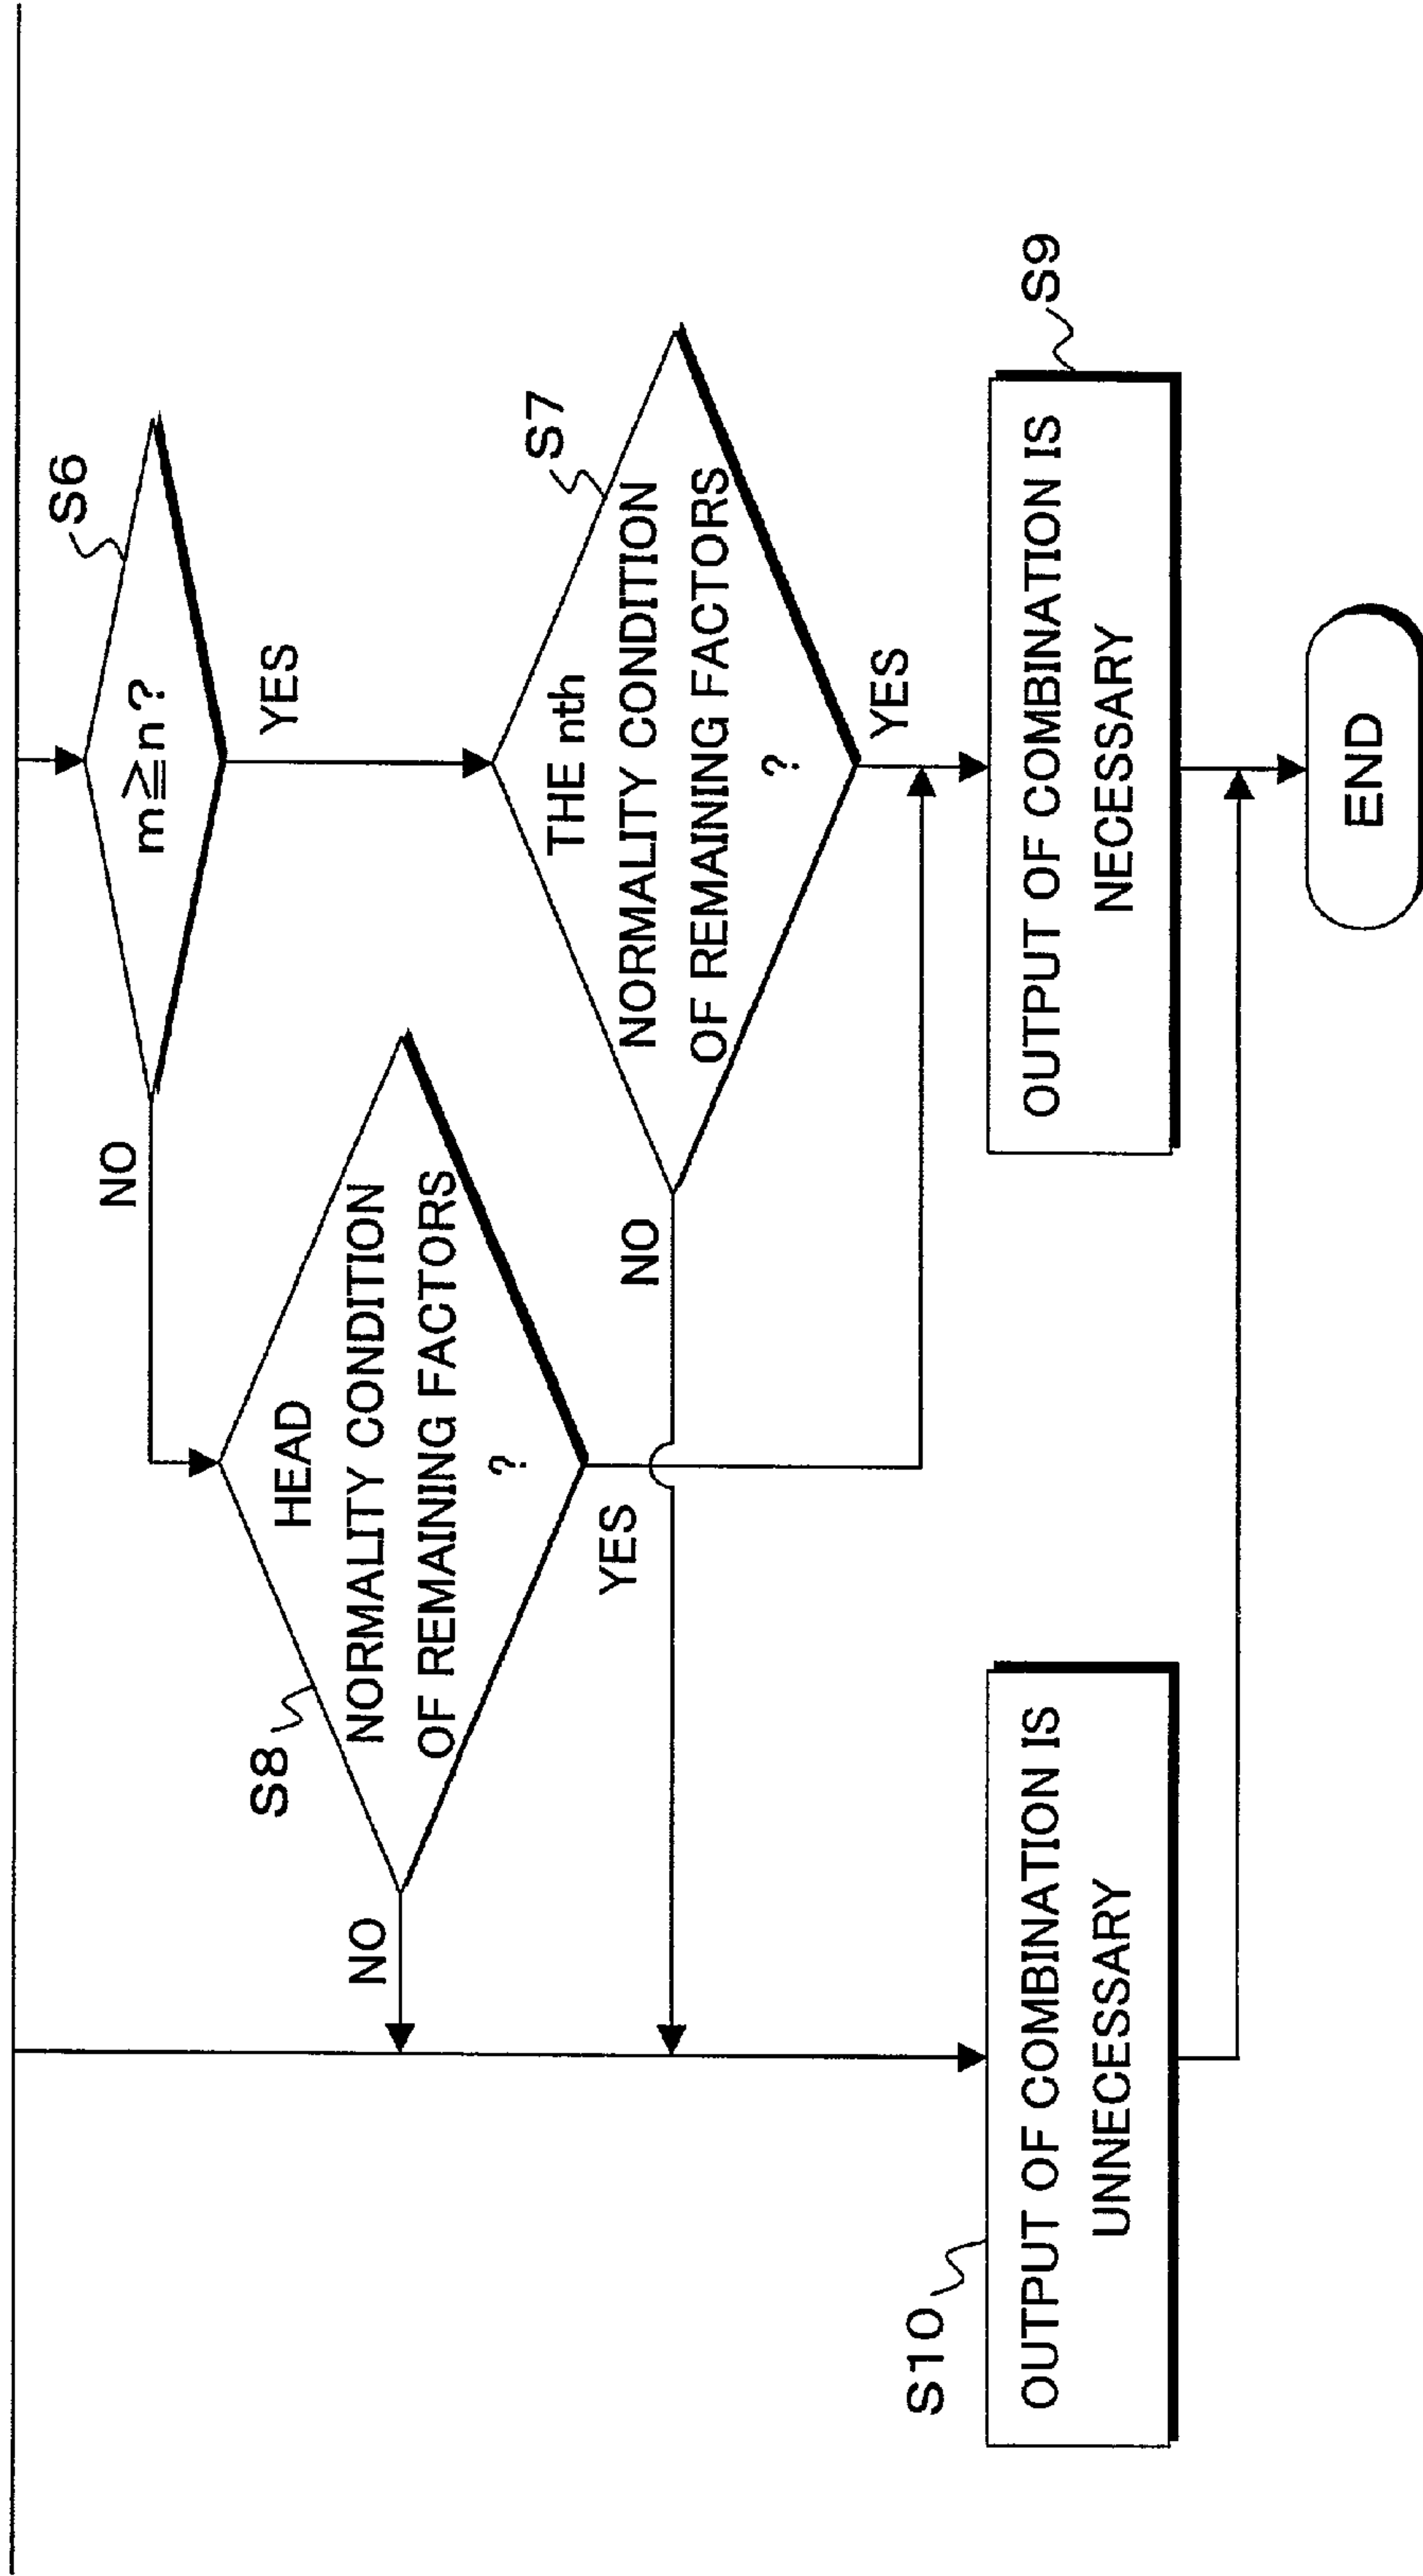 S6
m≧n?
NO
YES
S8
HEAD
NORMALITY CONDITION
OF REMAINING FACTORS
?
NO
YES
S7
THE nth
NORMALITY CONDITION
OF REMAINING FACTORS
?
NO
YES
S10
OUTPUT OF COMBINATION IS
UNNECESSARY
S9
OUTPUT OF COMBINATION IS
NECESSARY
END